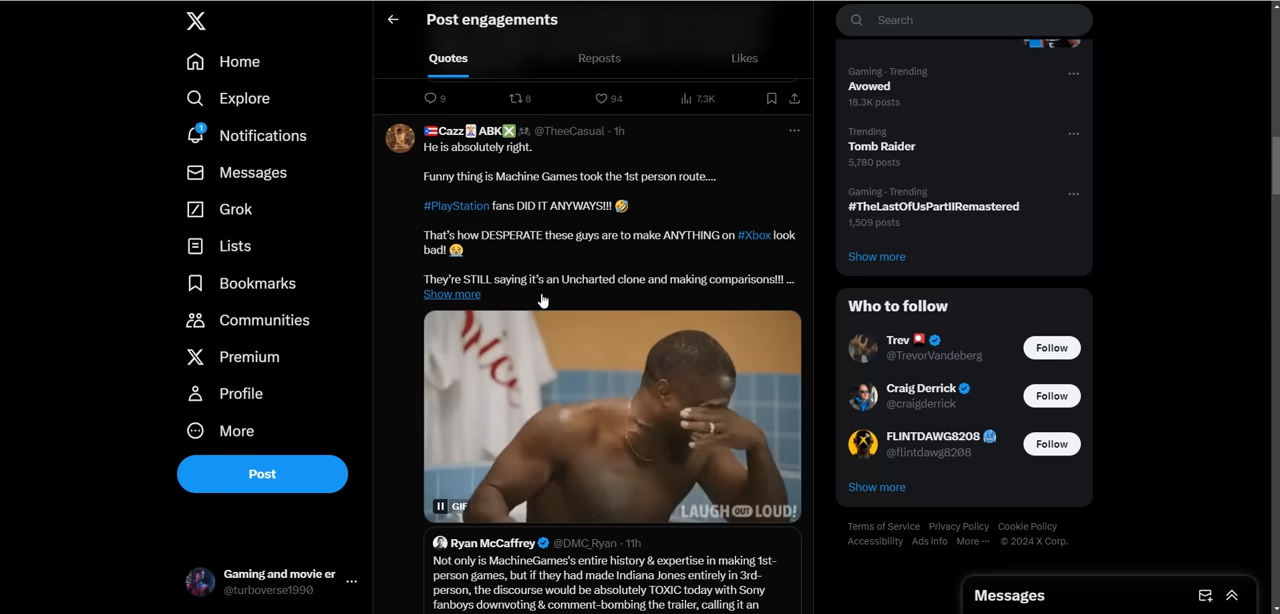 Home
Explore
1
Notifications
Messages
Grok
Lists
Bookmarks
Communities
Premium
Profile
More
Post
Gaming and movie er
@turboverse1990
Post engagements
Quotes
Reposts
Likes
9
8
94
7.3K
Cazz ABK @TheeCasual · 1h
He is absolutely right.
Funny thing is Machine Games took the 1st person route....
#PlayStation fans DID IT ANYWAYS!!!
That's how DESPERATE these guys are to make ANYTHING on #Xbox look
bad!
They're STILL saying it's an Uncharted clone and making comparisons!!! ...
Show more
GIF
LAUGH OUT LOUD!
Ryan McCaffrey @DMC_Ryan · 11h
Not only is MachineGames's entire history & expertise in making 1st-
person games, but if they had made Indiana Jones entirely in 3rd-
person, the discourse would be absolutely TOXIC today with Sony
fanboys downvoting & comment-bombing the trailer, calling it an
Search
Gaming · Trending
Avowed
18.3K posts
Trending
Tomb Raider
5,780 posts
Gaming · Trending
#TheLastOfUsPartIIRemastered
1,509 posts
Show more
Who to follow
Trev
@TrevorVandeberg
Follow
Craig Derrick
@craigderrick
Follow
FLINTDAWG8208
@flintdawg8208
Follow
Show more
Terms of Service Privacy Policy Cookie Policy
Accessibility Ads info More ··· © 2024 X Corp.
Messages